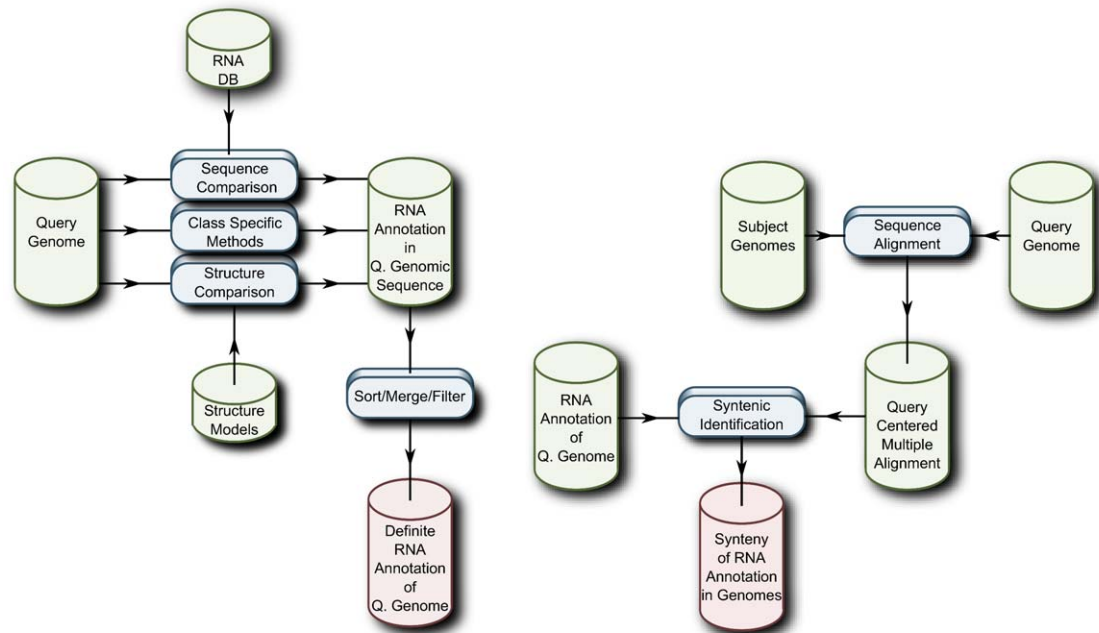 RNA
DB
Sequence
Comparison
Query
Genome
Class Specific
Methods
Structure
Comparison
RNA
Annotation
in
Q. Genomic
Sequence
Structure
Models
Sort/Merge/Filter
Definite
RNA
Annotation
of
Q. Genome
Subject
Genomes
Sequence
Alignment
Query
Genome
RNA
Annotation
of
Q. Genome
Syntenic
Identification
Query
Centered
Multiple
Alignment
Synteny
of RNA
Annotation
in Genomes